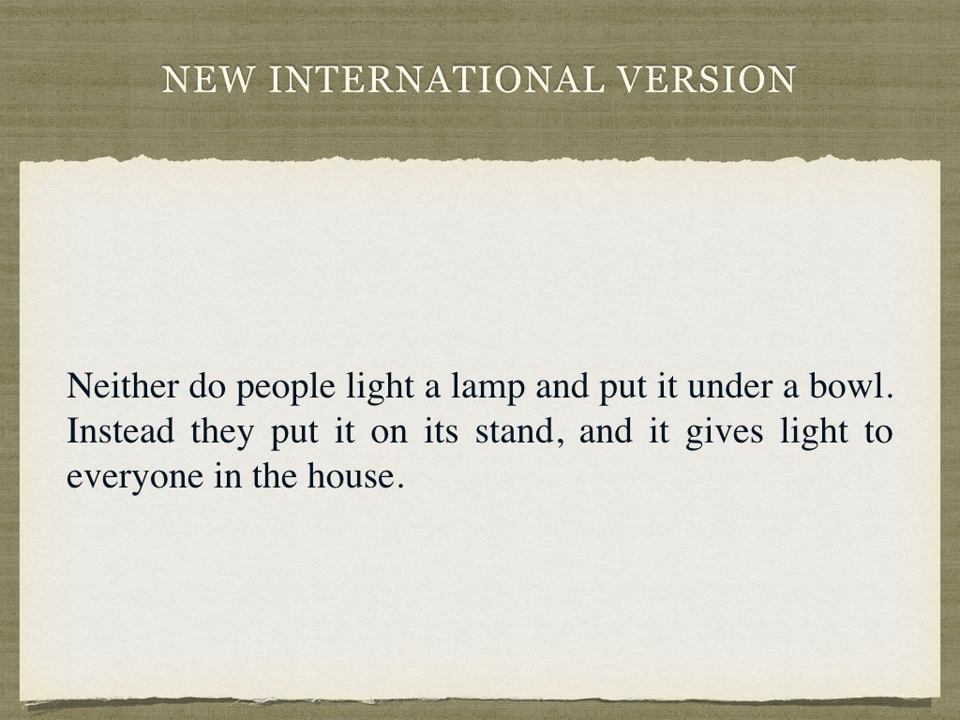 NEW INTERNATIONAL VERSION
Neither do people light a lamp and put it under a bowl.
Instead they put it on its stand, and it gives light to
everyone in the house.